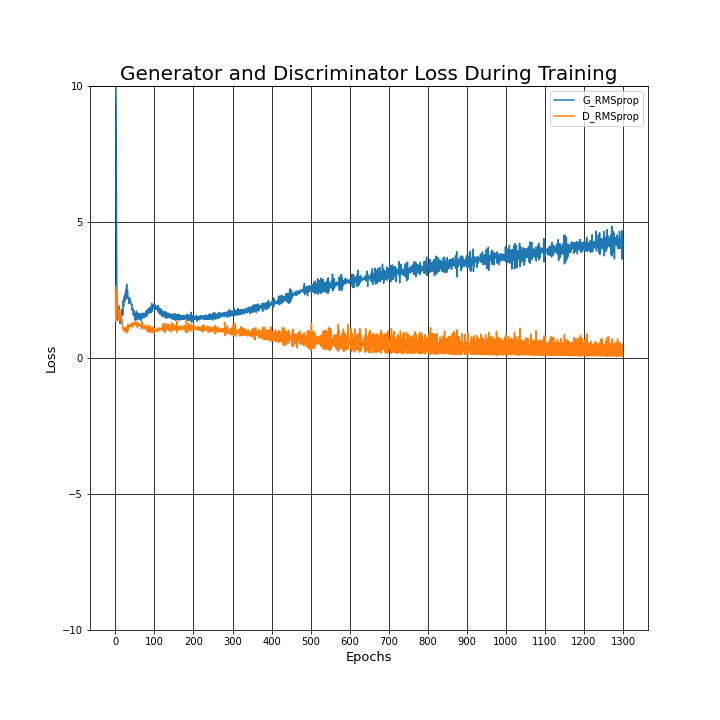 Generator and Discriminator Loss During Training
G_RMSprop
D_RMSprop
10
5
0
−5
−10
Loss
0 100 200 300 400 500 600 700 800 900 1000 1100 1200 1300
Epochs